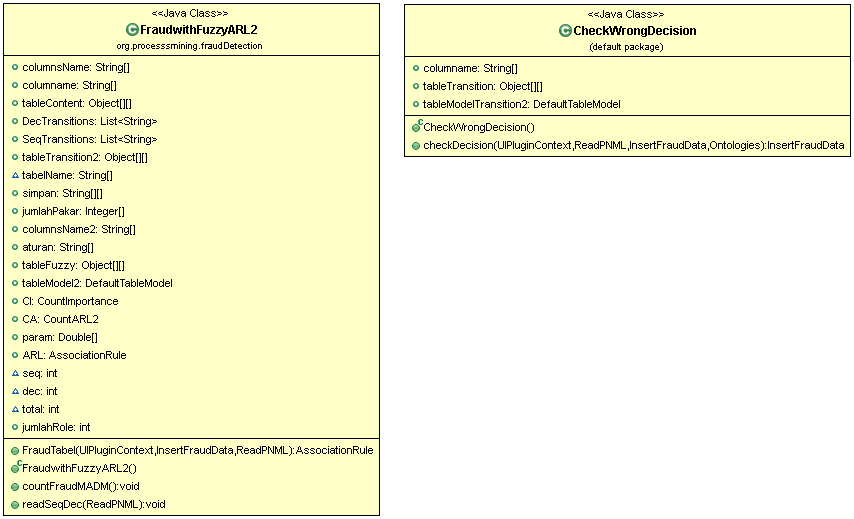 <<Java Class>>
FraudwithFuzzyARL2
org.processsmining.fraudDetection
columnsName: String[]
columname: String[]
tableContent: Object[][]
DecTransitions: List<String>
SeqTransitions: List<String>
tableTransition2: Object[][]
tabelName: String[]
simpan: String[][]
jumlahPakar: Integer[]
columnsName2: String[]
aturan: String[]
tableFuzzy: Object[][]
tableModel2: DefaultTableModel
CI: CountImportance
CA: CountARL2
param: Double[]
ARL: AssociationRule
seq: int
dec: int
total: int
jumlahRole: int
FraudTabel(UIPluginContext,InsertFraudData,ReadPNML):AssociationRule
FraudwithFuzzyARL2()
countFraudMADM():void
readSeqDec(ReadPNML):void
<<Java Class>>
CheckWrongDecision
(default package)
columname: String[]
tableTransition: Object[][]
tableModelTransition2: DefaultTableModel
CheckWrongDecision()
checkDecision(UIPluginContext,ReadPNML,InsertFraudData,Ontologies):InsertFraudData